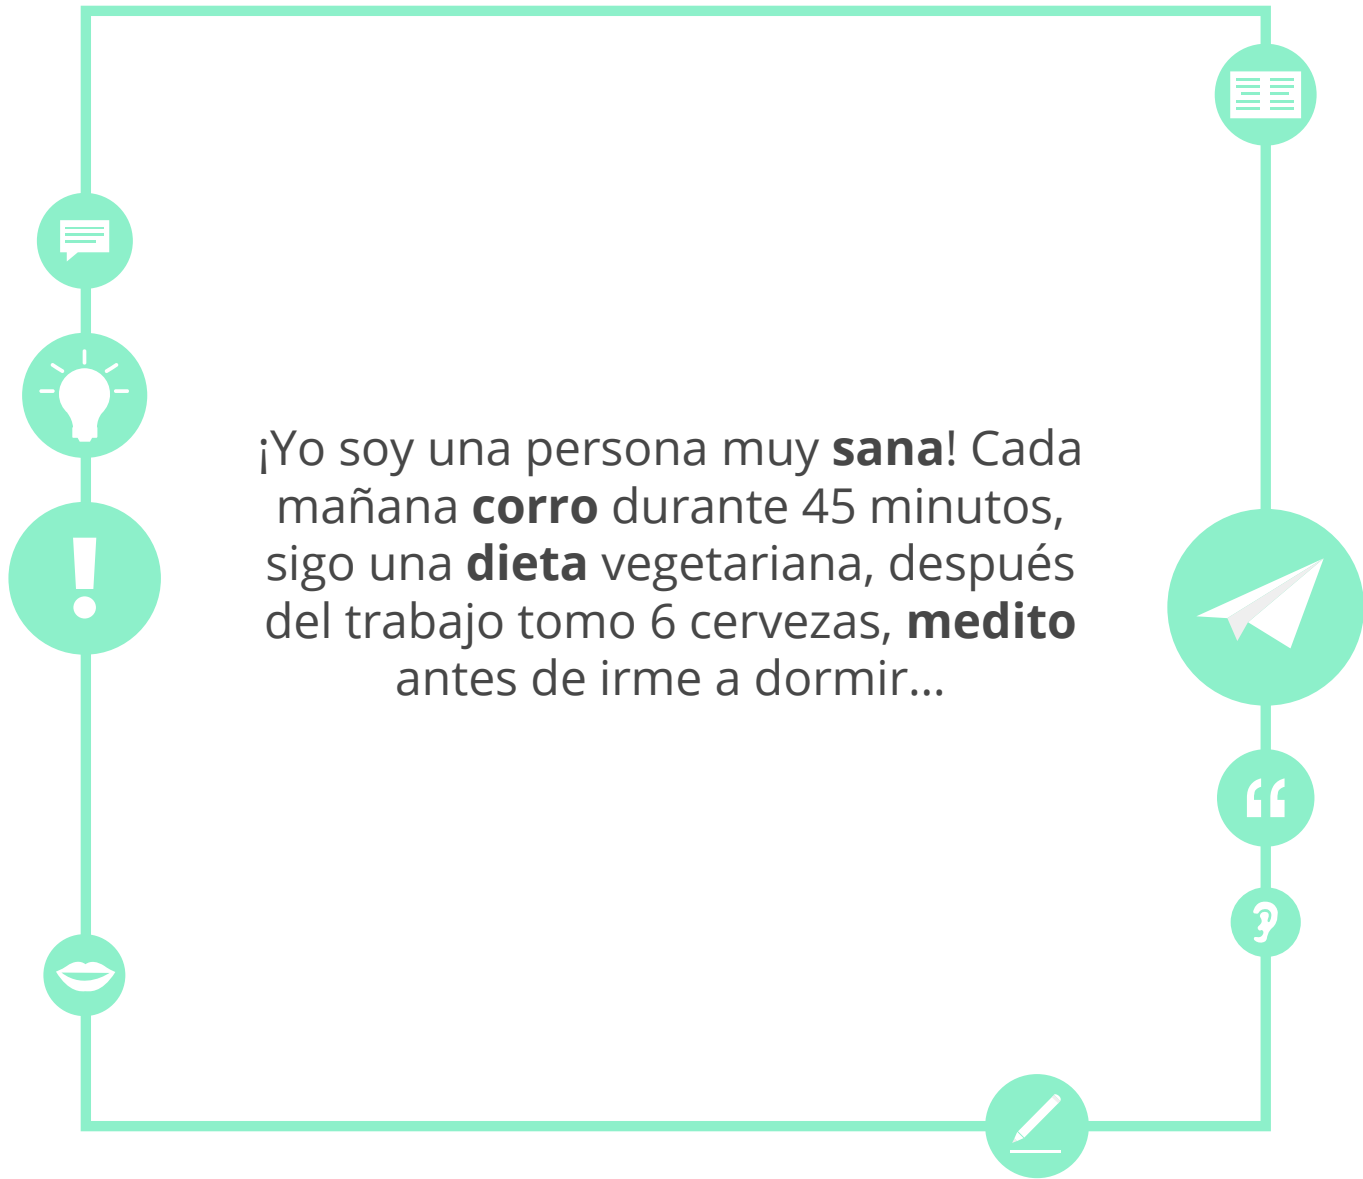 ¡Yo soy una persona muy sana! Cada
mañana corro durante 45 minutos,
sigo una dieta vegetariana, después
del trabajo tomo 6 cervezas, medito
antes de irme a dormir...